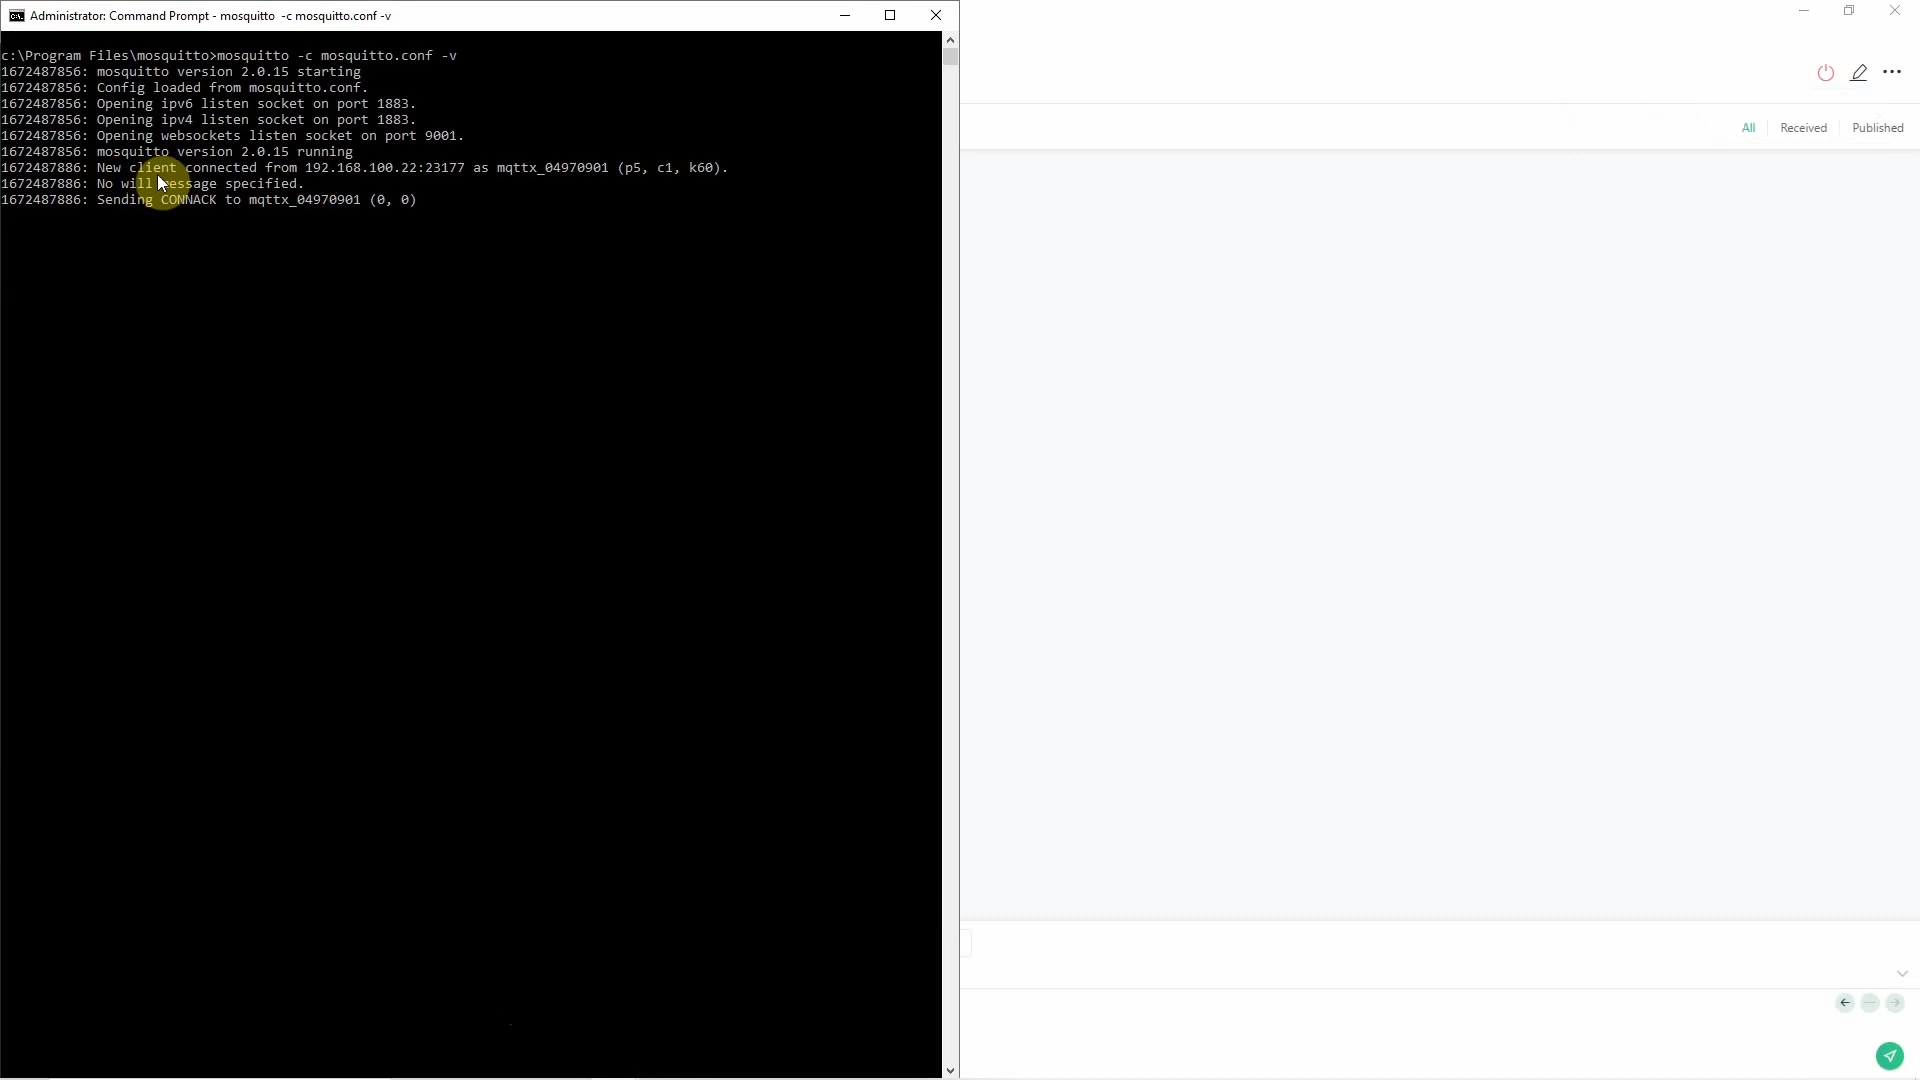 Administrator: Command Prompt - mosquitto -c mosquitto.conf -v
c:\Program Files\mosquitto>mosquitto -c mosquitto.conf -v
1672487856: mosquitto version 2.0.15 starting
1672487856: Config loaded from mosquitto.conf.
1672487856: Opening ipv6 listen socket on port 1883.
1672487856: Opening ipv4 listen socket on port 1883.
1672487856: Opening websockets listen socket on port 9001.
1672487856: mosquitto version 2.0.15 running
1672487886: New client connected from 192.168.100.22:23177 as mqttx_04970901 (p5, c1, k60).
1672487886: No will message specified.
1672487886: Sending CONNACK to mqttx_04970901 (0, 0)
All Received Published